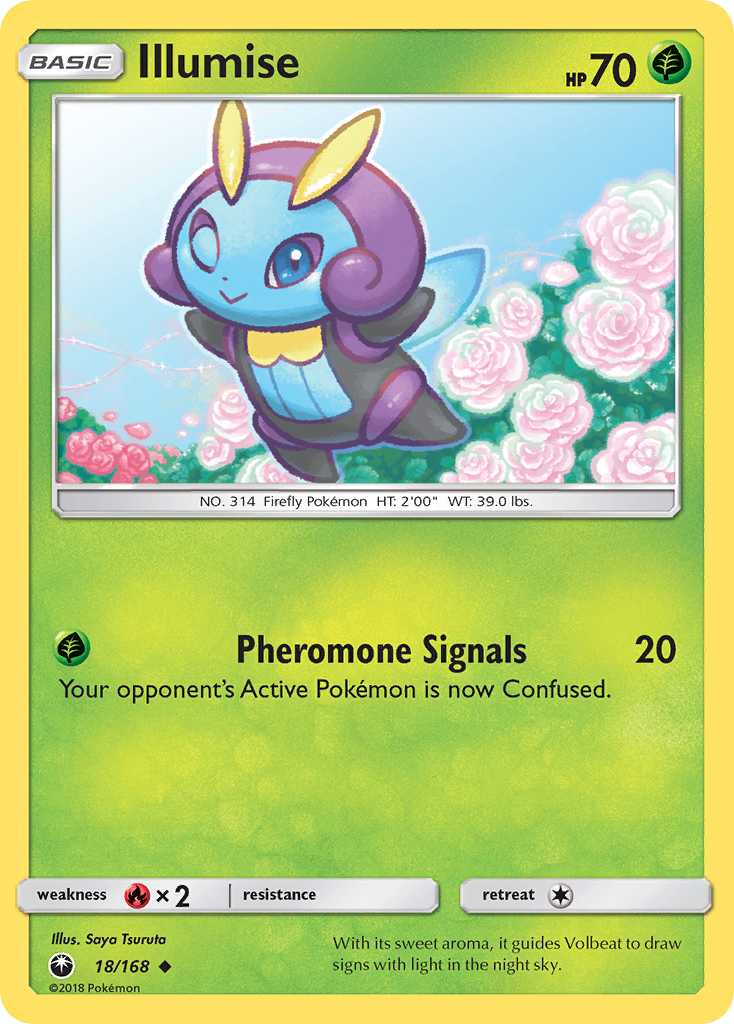 BASIC Illumise HP 70
NO. 314 Firefly Pokémon HT: 2'00" WT: 39.0 lbs.
Pheromone Signals 20
Your opponent's Active Pokémon is now Confused.
weakness × 2 resistance retreat
Illus. Saya Tsuruta
18/168
©2018 Pokémon
With its sweet aroma, it guides Volbeat to draw
signs with light in the night sky.